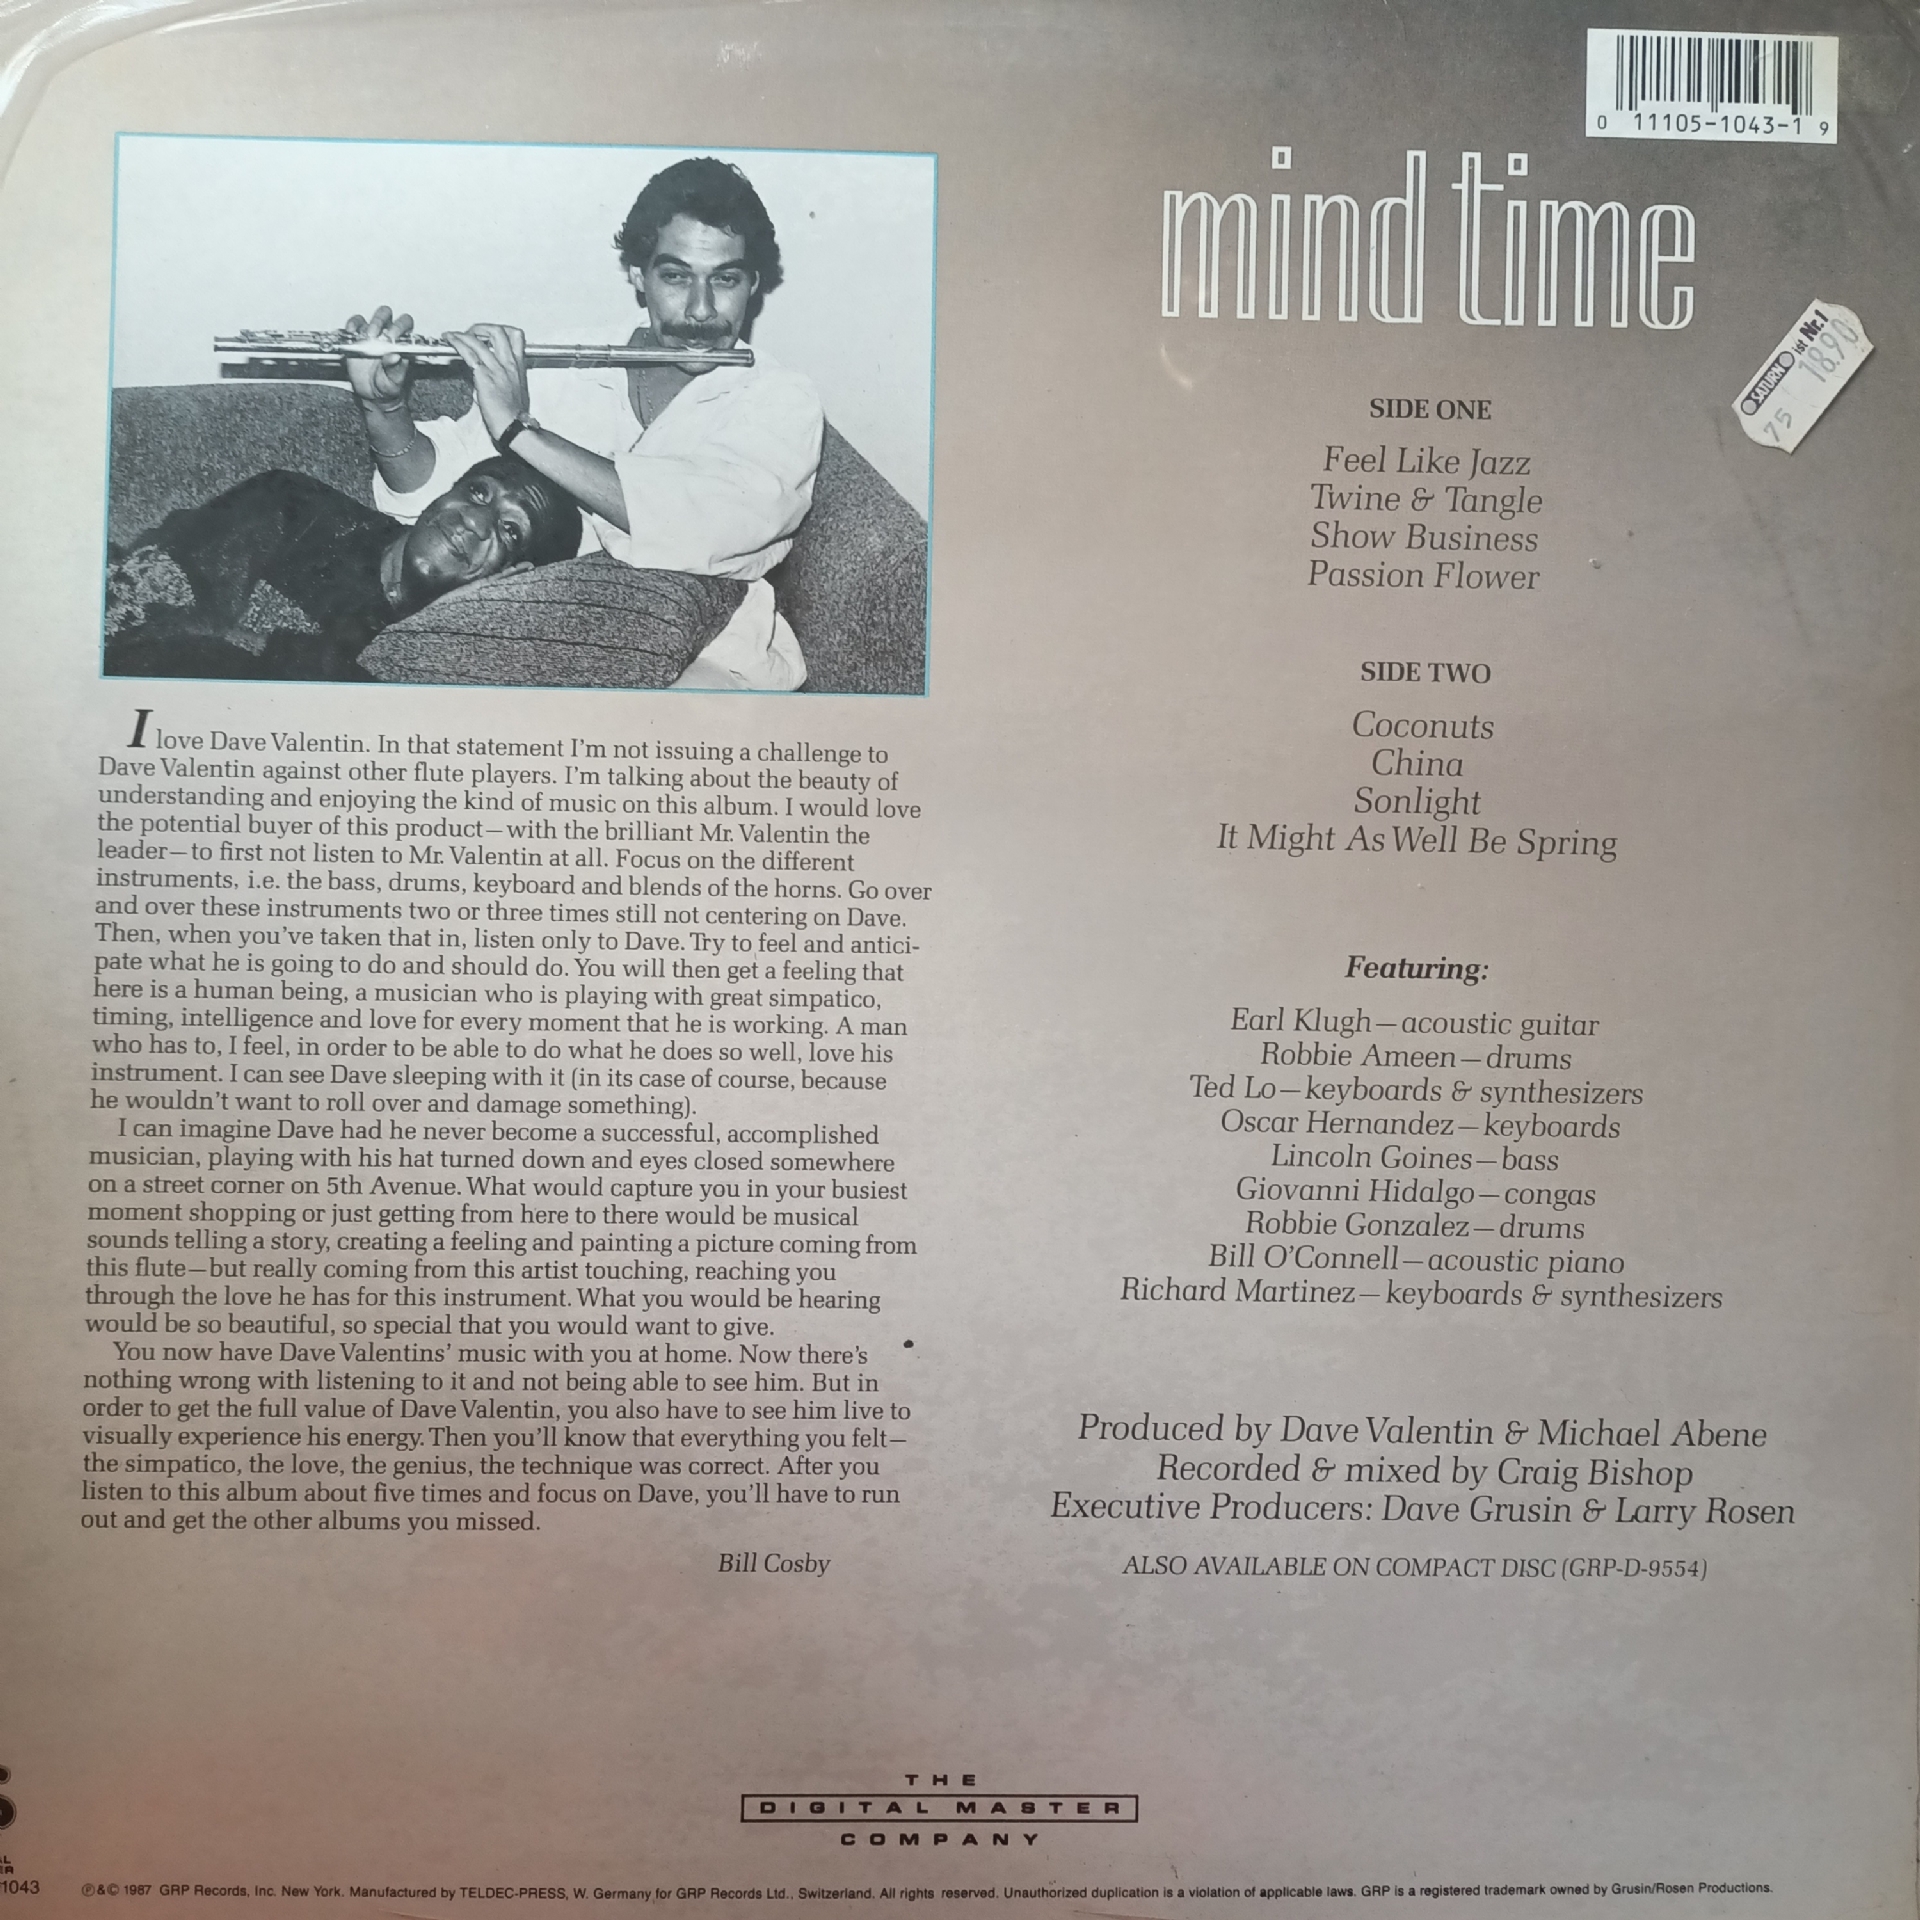 0 11105-1043-1 9
mind time
SATURN ist Nr.1
18.90
75
SIDE ONE
Feel Like Jazz
Twine & Tangle
Show Business
Passion Flower
SIDE TWO
Coconuts
China
Sonlight
It Might As Well Be Spring
Featuring:
Earl Klugh—acoustic guitar
Robbie Ameen—drums
Ted Lo—keyboards & synthesizers
Oscar Hernandez—keyboards
Lincoln Goines—bass
Giovanni Hidalgo—congas
Robbie Gonzalez—drums
Bill O'Connell—acoustic piano
Richard Martinez—keyboards & synthesizers
Produced by Dave Valentin & Michael Abene
Recorded & mixed by Craig Bishop
Executive Producers: Dave Grusin & Larry Rosen
ALSO AVAILABLE ON COMPACT DISC (GRP-D-9554)
I love Dave Valentin. In that statement I'm not issuing a challenge to
Dave Valentin against other flute players. I'm talking about the beauty of
understanding and enjoying the kind of music on this album. I would love
the potential buyer of this product—with the brilliant Mr. Valentin the
leader—to first not listen to Mr. Valentin at all. Focus on the different
instruments, i.e. the bass, drums, keyboard and blends of the horns. Go over
and over these instruments two or three times still not centering on Dave.
Then, when you've taken that in, listen only to Dave. Try to feel and antici-
pate what he is going to do and should do. You will then get a feeling that
here is a human being, a musician who is playing with great simpatico,
timing, intelligence and love for every moment that he is working. A man
who has to, I feel, in order to be able to do what he does so well, love his
instrument. I can see Dave sleeping with it (in its case of course, because
he wouldn't want to roll over and damage something).
I can imagine Dave had he never become a successful, accomplished
musician, playing with his hat turned down and eyes closed somewhere
on a street corner on 5th Avenue. What would capture you in your busiest
moment shopping or just getting from here to there would be musical
sounds telling a story, creating a feeling and painting a picture coming from
this flute—but really coming from this artist touching, reaching you
through the love he has for this instrument. What you would be hearing
would be so beautiful, so special that you would want to give.
You now have Dave Valentins' music with you at home. Now there's
nothing wrong with listening to it and not being able to see him. But in
order to get the full value of Dave Valentin, you also have to see him live to
visually experience his energy. Then you'll know that everything you felt—
the simpatico, the love, the genius, the technique was correct. After you
listen to this album about five times and focus on Dave, you'll have to run
out and get the other albums you missed.
Bill Cosby
THE
DIGITAL MASTER
COMPANY
1043
℗&© 1987 GRP Records, Inc. New York. Manufactured by TELDEC-PRESS, W. Germany for GRP Records Ltd., Switzerland. All rights reserved. Unauthorized duplication is a violation of applicable laws. GRP is a registered trademark owned by Grusin/Rosen Productions.